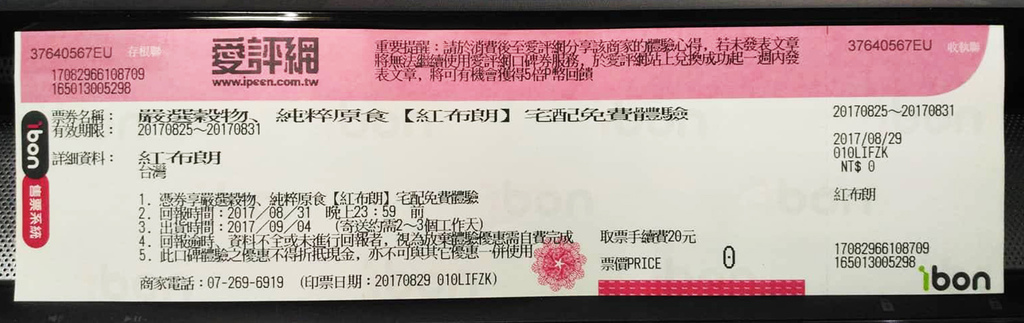 37640567EU 存根聯
17082966108709
165013005298
愛評網
www.ipeen.com.tw
重要提醒：請於消費後至愛評網分享該商家的體驗心得，若未發表文章
將無法繼續使用愛評網口碑券服務，於愛評網站上兌換成功起一週內發
表文章，將可有機會獲得5倍P幣回饋
37640567EU 收執聯
ibon
售票系統
票券名稱： 嚴選穀物、純粹原食【紅布朗】宅配免費體驗
有效期限： 20170825～20170831
詳細資料： 紅布朗
台灣
1. 憑券享嚴選穀物、純粹原食【紅布朗】宅配免費體驗
2. 回報時間：2017／08／31 晚上23：59 前
3. 出貨時間：2017／09／04 (寄送約需2～3個工作天)
4. 回報逾時、資料不全或未進行回報者，視為放棄體驗優惠需自費完成
5. 此口碑體驗之優惠不得折抵現金，亦不可與其它優惠一併使用
商家電話：07-269-6919 (印票日期：20170829 010LIFZK)
取票手續費20元
票價PRICE 0
20170825～20170831
2017/08/29
010LIFZK
NT$ 0
紅布朗
17082966108709
165013005298
ibon